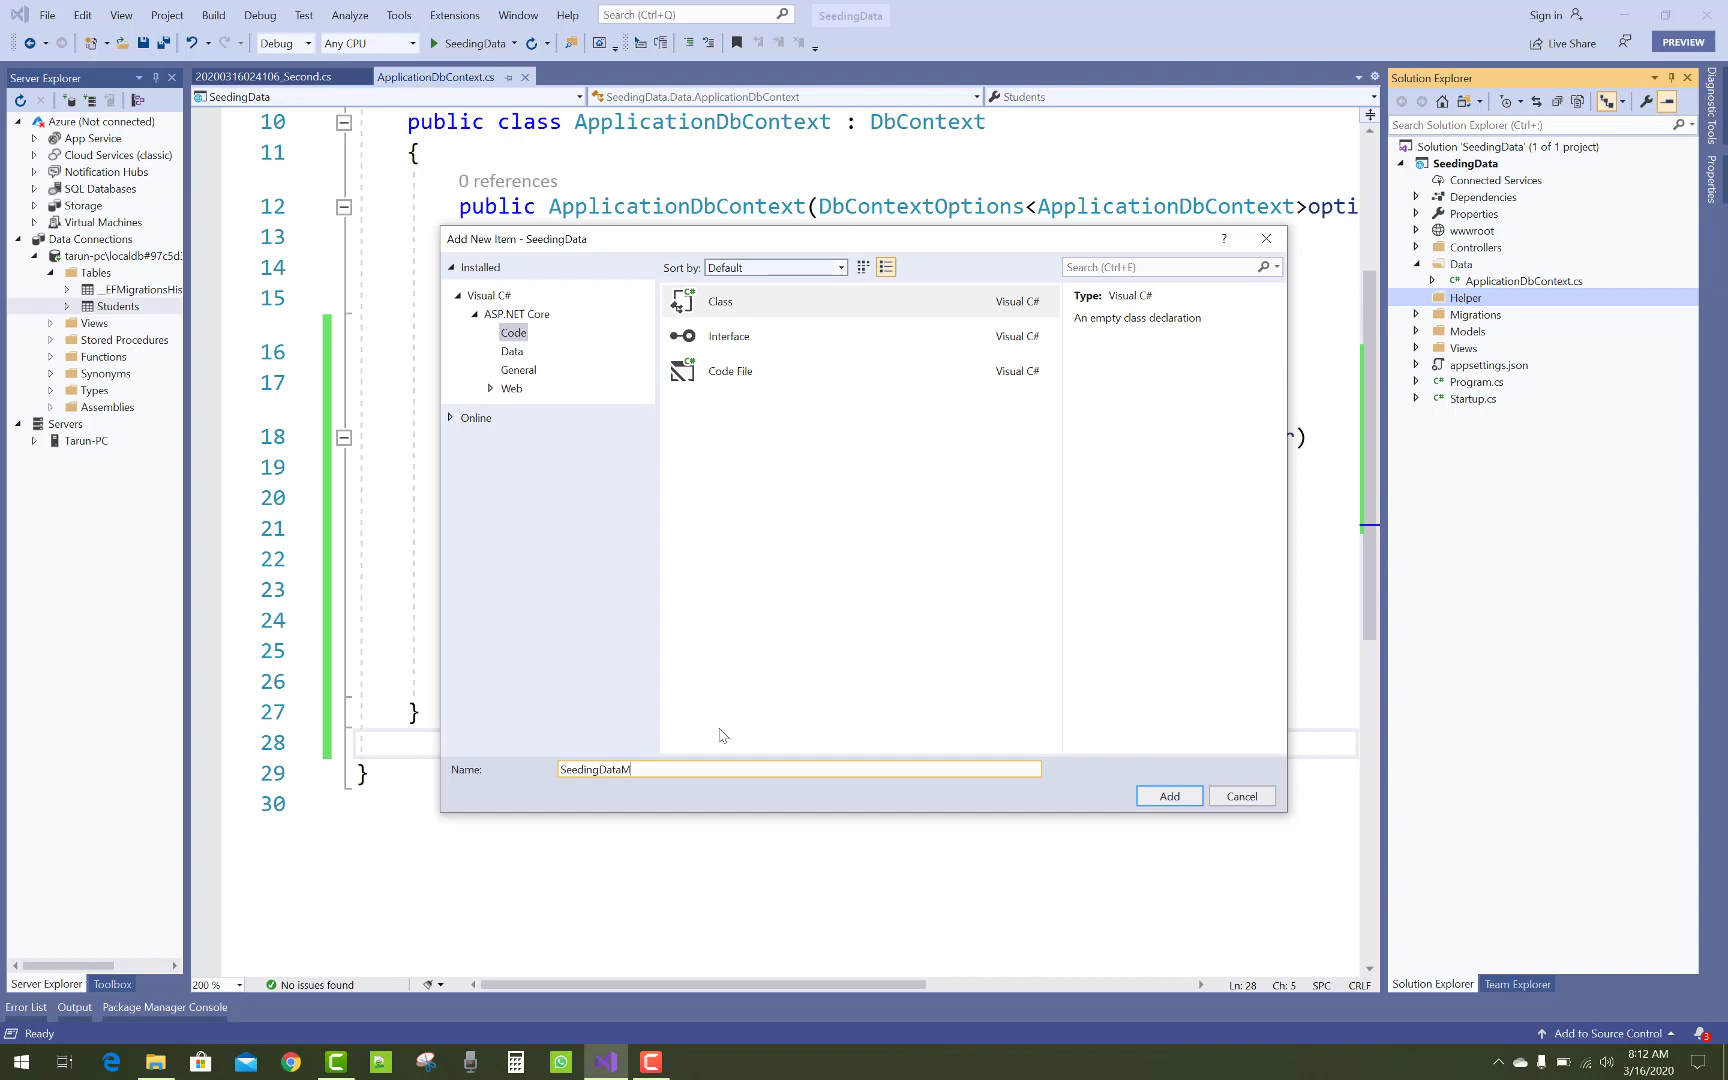 File Edit View Project Build Debug Test Analyze Tools Extensions Window Help Search (Ctrl+Q) SeedingData Sign in
Debug Any CPU SeedingData Live Share PREVIEW
Server Explorer
Azure (Not connected)
App Service
Cloud Services (classic)
Notification Hubs
SQL Databases
Storage
Virtual Machines
Data Connections
tarun-pc\localdb#97c5d
Tables
__EFMigrationsHis
Students
Views
Stored Procedures
Functions
Synonyms
Types
Assemblies
Servers
Tarun-PC
Server Explorer Toolbox
20200316024106_Second.cs ApplicationDbContext.cs
SeedingData SeedingData.Data.ApplicationDbContext Students
10 public class ApplicationDbContext : DbContext
11 {
0 references
12 public ApplicationDbContext(DbContextOptions<ApplicationDbContext>opti
13
14
15
16
17
18 r)
19
20
21
22
23
24
25
26
27 }
28
29 }
30
Add New Item - SeedingData ?
Installed
Visual C#
ASP.NET Core
Code
Data
General
Web
Online
Sort by: Default
Class Visual C#
Interface Visual C#
Code File Visual C#
Search (Ctrl+E)
Type: Visual C#
An empty class declaration
Name: SeedingDataM
Add Cancel
200 % No issues found Ln: 28 Ch: 5 SPC CRLF
Solution Explorer
Search Solution Explorer (Ctrl+;)
Solution 'SeedingData' (1 of 1 project)
SeedingData
Connected Services
Dependencies
Properties
wwwroot
Controllers
Data
C# ApplicationDbContext.cs
Helper
Migrations
Models
Views
appsettings.json
C# Program.cs
C# Startup.cs
Solution Explorer Team Explorer
Diagnostic Tools
Properties
Error List Output Package Manager Console
Ready Add to Source Control 3
8:12 AM
3/16/2020